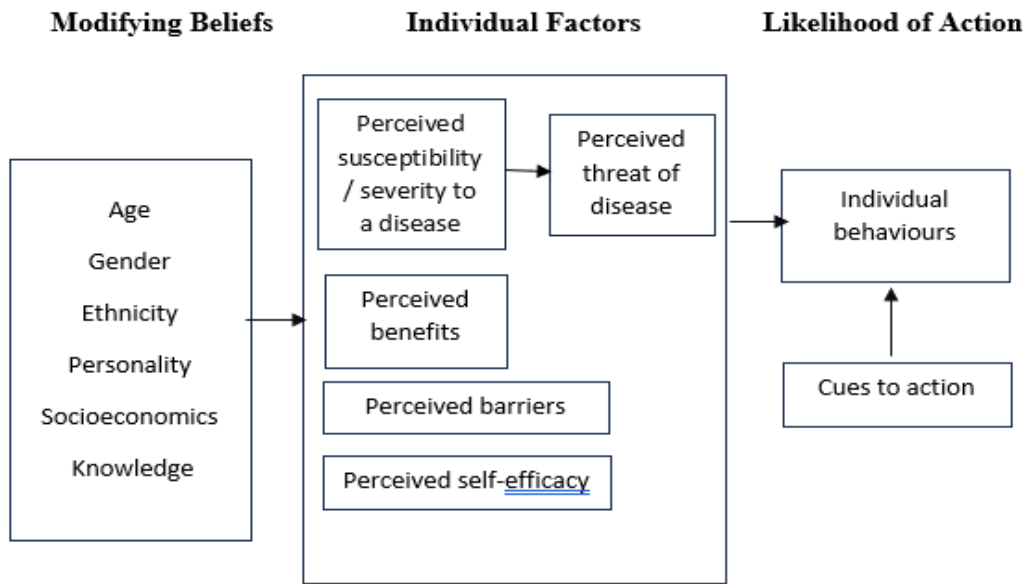 Modifying Beliefs
Individual Factors
Likelihood of Action
Age
Gender
Ethnicity
Personality
Socioeconomics
Knowledge
Perceived
susceptibility
/ severity to
a disease
Perceived
threat of
disease
Perceived
benefits
Perceived barriers
Perceived self-efficacy
Individual
behaviours
Cues to action